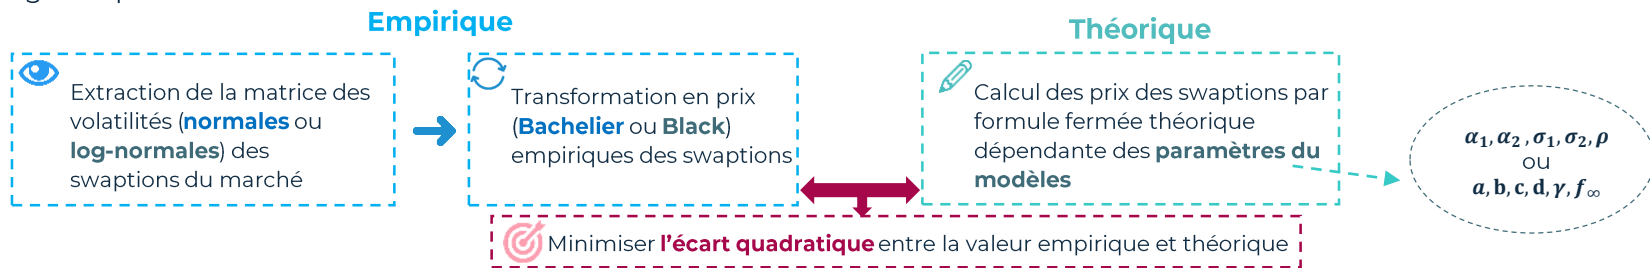 Empirique
Extraction de la matrice des
volatilités (normales ou
log-normales) des
swaptions du marché
Transformation en prix
(Bachelier ou Black)
empiriques des swaptions
Théorique
Calcul des prix des swaptions par
formule fermée théorique
dépendante des paramètres du
modèles
α₁, α₂ , σ₁, σ₂, ρ
ou
a, b, c, d, γ, f∞
Minimiser l’écart quadratique entre la valeur empirique et théorique